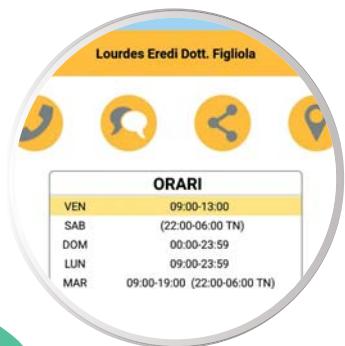 Lourdes Eredi Dott. Figliola
ORARI
VEN 09:00-13:00
SAB (22:00-06:00 TN)
DOM 00:00-23:59
LUN 09:00-23:59
MAR 09:00-19:00 (22:00-06:00 TN)